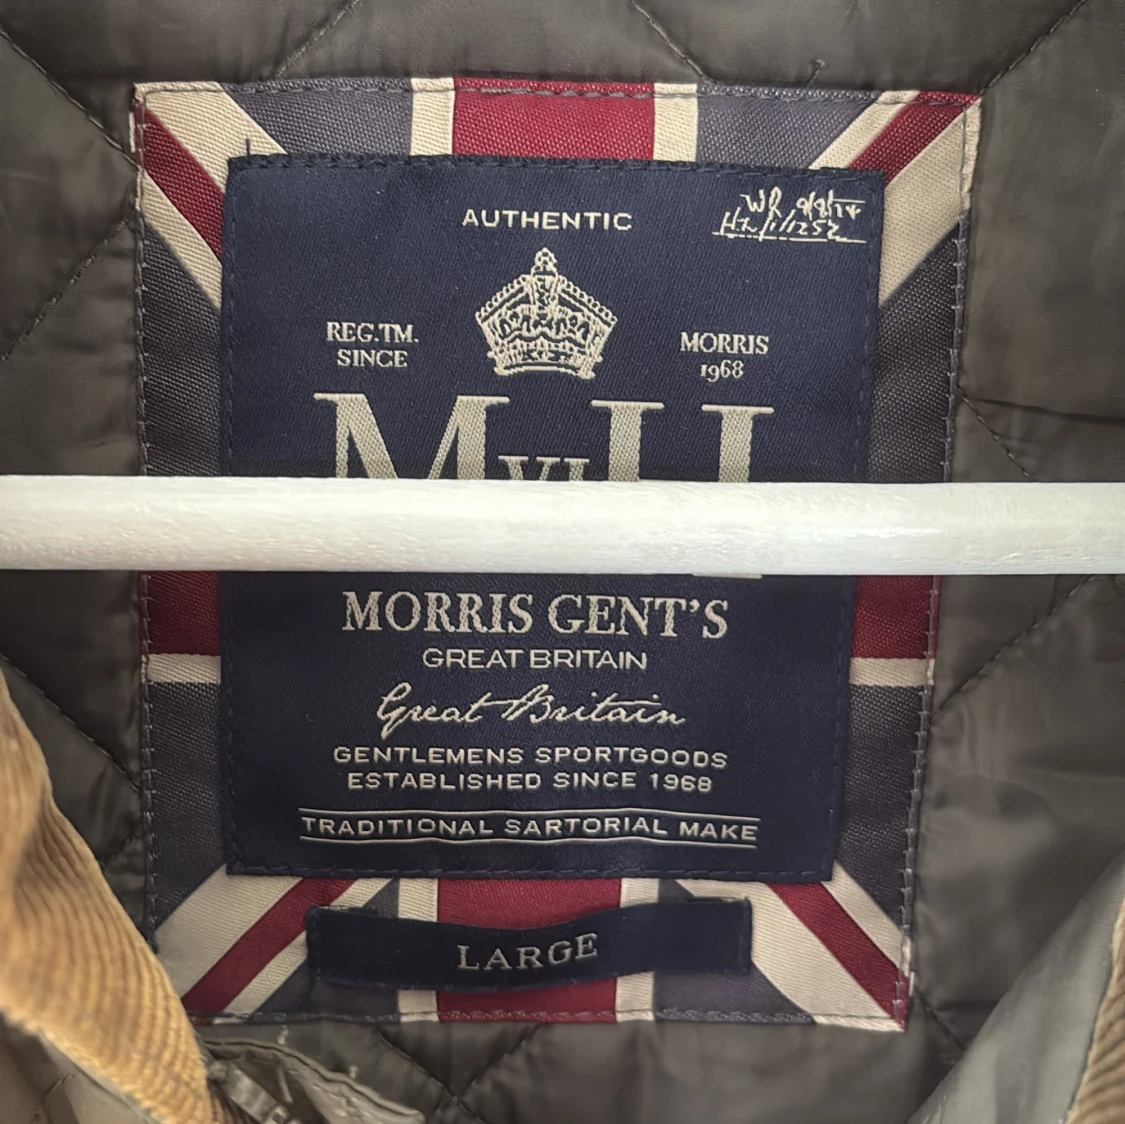 AUTHENTIC
REG.TM.
SINCE
MORRIS
1968
MORRIS GENT'S
GREAT BRITAIN
Great Britain
GENTLEMENS SPORTGOODS
ESTABLISHED SINCE 1968
TRADITIONAL SARTORIAL MAKE
LARGE